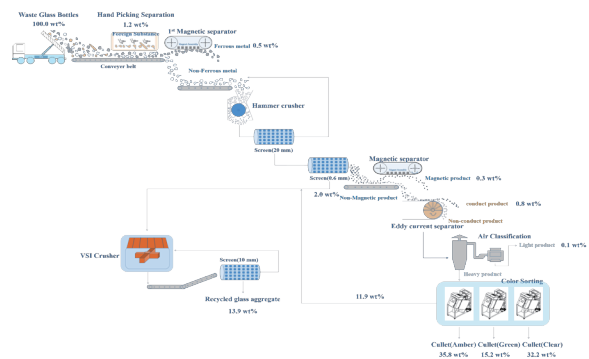 Waste Glass Bottles
100.0 wt%
Hand Picking Separation
1.2 wt%
Foreign Substance
1st Magnetic separator
Ferrous metal 0.5 wt%
Conveyer belt
Non-Ferrous metal
Hammer crusher
Screen(20 mm)
Screen(0.6 mm)
2.0 wt%
Magnetic separator
Magnetic product 0.3 wt%
Non-Magnetic product
conduct product 0.8 wt%
Non-conduct product
Eddy current separator
Air Classification
Light product 0.1 wt%
Heavy product
VSI Crusher
Screen(10 mm)
Recycled glass aggregate
13.9 wt%
11.9 wt%
Color Sorting
Cullet(Amber) Cullet(Green) Cullet(Clear)
35.8 wt% 15.2 wt% 32.2 wt%